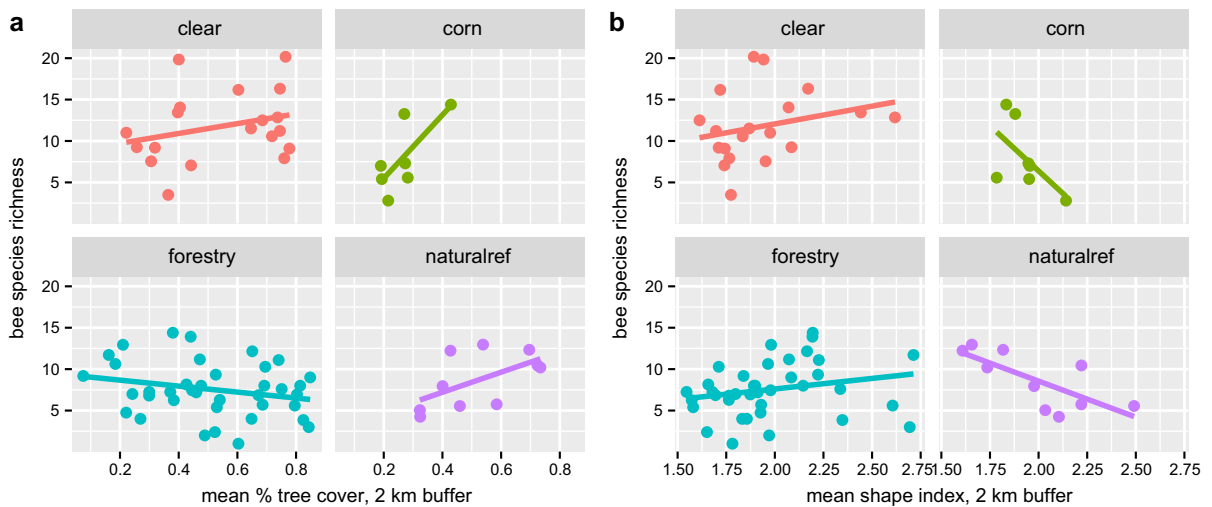 a
clear
corn
bee species richness
20
15
10
5
forestry
naturalref
20
15
10
5
0.2 0.4 0.6 0.8 0.2 0.4 0.6 0.8
mean % tree cover, 2 km buffer
b
clear
corn
bee species richness
20
15
10
5
forestry
naturalref
20
15
10
5
1.50 1.75 2.00 2.25 2.50 2.75 1.50 1.75 2.00 2.25 2.50 2.75
mean shape index, 2 km buffer